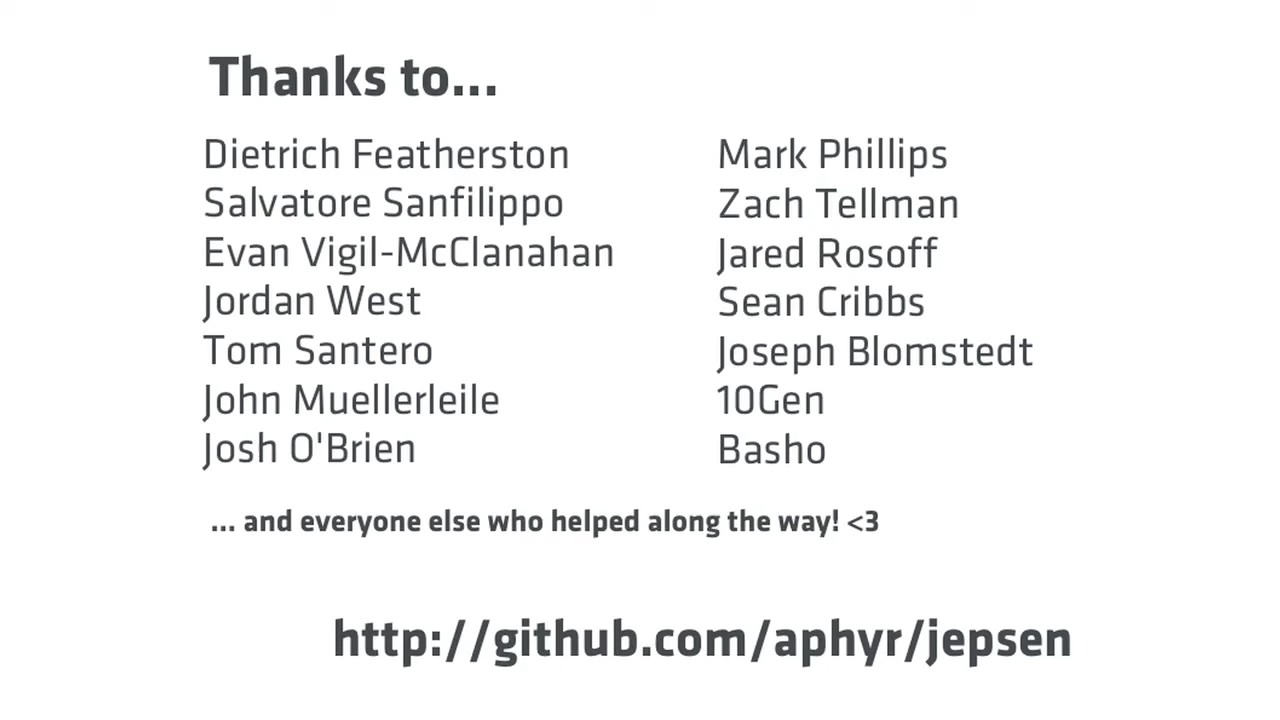 Thanks to...
Dietrich Featherston
Salvatore Sanfilippo
Evan Vigil-McClanahan
Jordan West
Tom Santero
John Muellerleile
Josh O'Brien
Mark Phillips
Zach Tellman
Jared Rosoff
Sean Cribbs
Joseph Blomstedt
10Gen
Basho
... and everyone else who helped along the way! <3
http://github.com/aphyr/jepsen